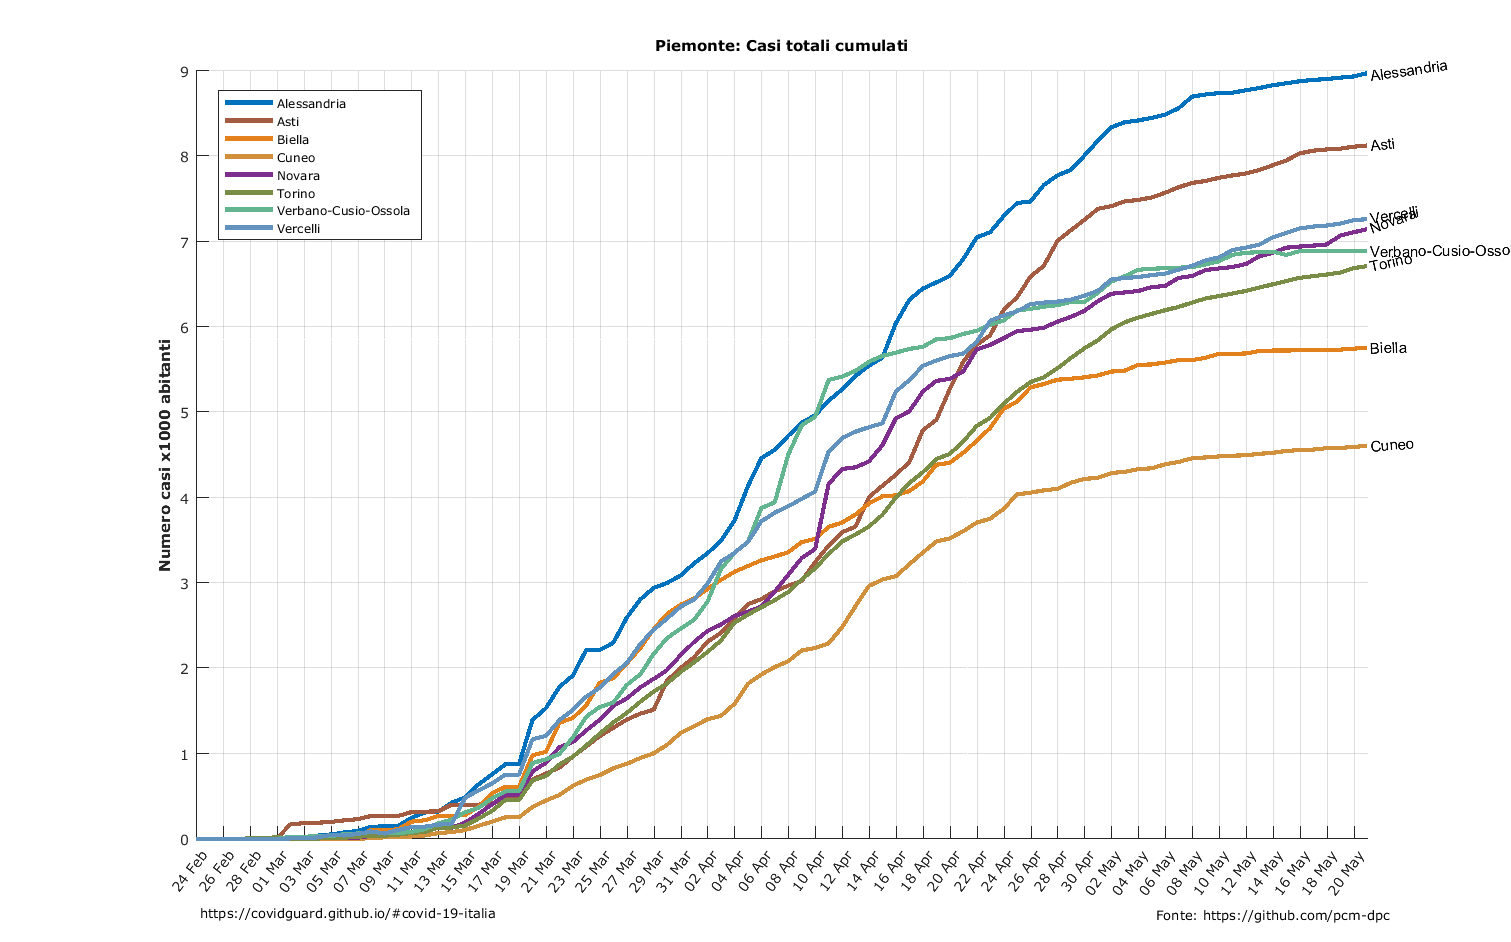 Piemonte: Casi totali cumulati
Numero casi x1000 abitanti
9
8
7
6
5
4
3
2
1
0
Alessandria
Asti
Biella
Cuneo
Novara
Torino
Verbano-Cusio-Ossola
Vercelli
Alessandria
Asti
Vercelli
Novara
Verbano-Cusio-Osso
Torino
Biella
Cuneo
24 Feb
26 Feb
28 Feb
01 Mar
03 Mar
05 Mar
07 Mar
09 Mar
11 Mar
13 Mar
15 Mar
17 Mar
19 Mar
21 Mar
23 Mar
25 Mar
27 Mar
29 Mar
31 Mar
02 Apr
04 Apr
06 Apr
08 Apr
10 Apr
12 Apr
14 Apr
16 Apr
18 Apr
20 Apr
22 Apr
24 Apr
26 Apr
28 Apr
30 Apr
02 May
04 May
06 May
08 May
10 May
12 May
14 May
16 May
18 May
20 May
https://covidguard.github.io/#covid-19-italia
Fonte: https://github.com/pcm-dpc